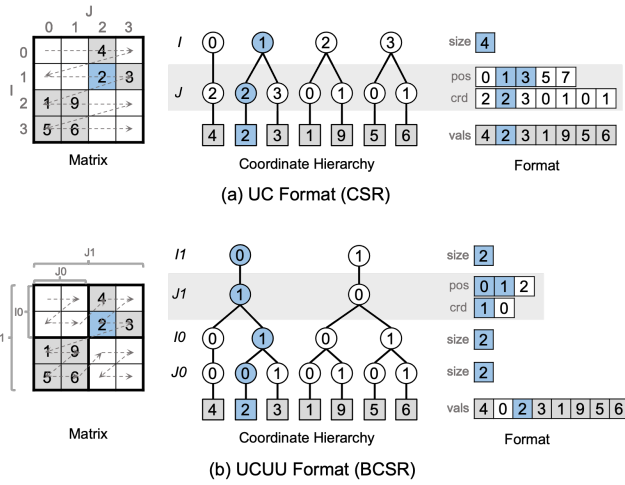 J
0 1 2 3
I
0 4
1 2 3
2 1 9
3 5 6
Matrix
I 0 1 2 3
J 2 2 3 0 1 0 1
4 2 3 1 9 5 6
Coordinate Hierarchy
size 4
pos 0 1 3 5 7
crd 2 2 3 0 1 0 1
vals 4 2 3 1 9 5 6
Format
(a) UC Format (CSR)
J1
J0
I0
1
4
2 3
1 9
5 6
Matrix
I1 0 1
J1 1 0
I0 0 1 0 1
J0 0 0 1 0 1 0 1
4 2 3 1 9 5 6
Coordinate Hierarchy
size 2
pos 0 1 2
crd 1 0
size 2
size 2
vals 4 0 2 3 1 9 5 6
Format
(b) UCUU Format (BCSR)